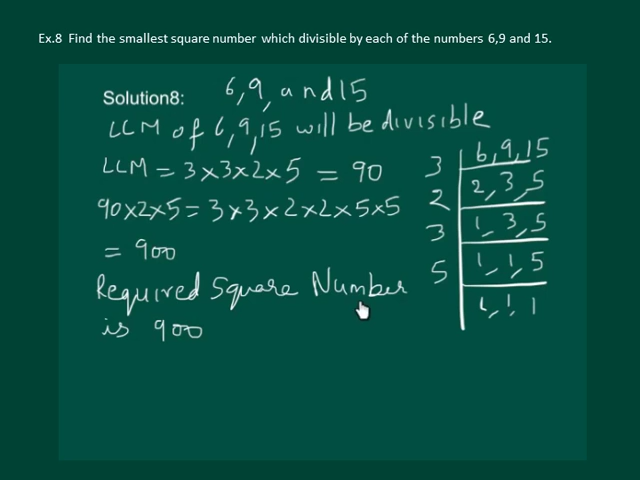 Ex.8 Find the smallest square number which divisible by each of the numbers 6,9 and 15.
Solution8: 6,9, and 15
LCM of 6,9,15 will be divisible
LCM = 3×3×2×5 = 90
90×2×5 = 3×3×2×2×5×5
= 900
Required Square Number
is 900
3 6,9,15
2 2,3,5
3 1,3,5
5 1,1,5
1,1,1